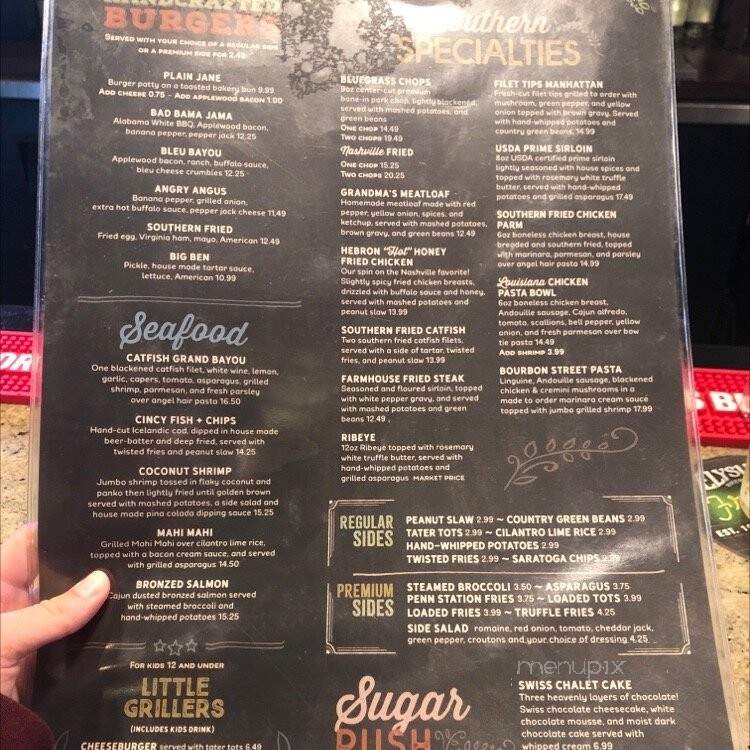 HANDCRAFTED
BURGERS
SERVED WITH YOUR CHOICE OF A REGULAR SIDE
OR A PREMIUM SIDE FOR 2.49
PLAIN JANE
Burger patty on a toasted bakery bun 9.99
ADD CHEESE 0.75 - ADD APPLEWOOD BACON 1.00
BAD BAMA JAMA
Alabama White BBQ, Applewood bacon,
banana pepper, pepper jack 12.25
BLEU BAYOU
Applewood bacon, ranch, buffalo sauce,
bleu cheese crumbles 12.25
ANGRY ANGUS
Banana pepper, grilled onion,
extra hot buffalo sauce, pepper jack cheese 11.49
SOUTHERN FRIED
Fried egg, Virginia ham, mayo, American 12.49
BIG BEN
Pickle, house made tartar sauce,
lettuce, American 10.99
Seafood
CATFISH GRAND BAYOU
One blackened catfish filet, white wine, lemon,
garlic, capers, tomato, asparagus, grilled
shrimp, parmesan, and fresh parsley
over angel hair pasta 16.50
CINCY FISH + CHIPS
Hand-cut Icelandic cod, dipped in house made
beer-batter and deep fried, served with
twisted fries and peanut slaw 14.25
COCONUT SHRIMP
Jumbo shrimp tossed in flaky coconut and
panko then lightly fried until golden brown
served with mashed potatoes, a side salad and
house made pina colada dipping sauce 15.25
MAHI MAHI
Grilled Mahi Mahi over cilantro lime rice,
topped with a bacon cream sauce, and served
with grilled asparagus 14.50
BRONZED SALMON
Cajun dusted bronzed salmon served
with steamed broccoli and
hand-whipped potatoes 15.25
FOR KIDS 12 AND UNDER
LITTLE
GRILLERS
(INCLUDES KIDS DRINK)
CHEESEBURGER served with tater tots 6.49
Southern
SPECIALTIES
BLUEGRASS CHOPS
9oz center-cut premium
bone-in pork chop, lightly blackened,
served with mashed potatoes, and
green beans
ONE CHOP 14.49
TWO CHOPS 19.49
Nashville FRIED
ONE CHOP 15.25
TWO CHOPS 20.25
GRANDMA'S MEATLOAF
Homemade meatloaf made with red
pepper, yellow onion, spices, and
ketchup, served with mashed potatoes,
brown gravy, and green beans 12.49
HEBRON "Hot" HONEY
FRIED CHICKEN
Our spin on the Nashville favorite!
Slightly spicy fried chicken breasts,
drizzled with buffalo sauce and honey,
served with mashed potatoes and
peanut slaw 13.99
SOUTHERN FRIED CATFISH
Two southern fried catfish filets,
served with a side of tartar, twisted
fries, and peanut slaw 13.99
FARMHOUSE FRIED STEAK
Seasoned and floured sirloin, topped
with white pepper gravy, and served
with mashed potatoes and green
beans 12.49
RIBEYE
12oz Ribeye topped with rosemary
white truffle butter, served with
hand-whipped potatoes and
grilled asparagus MARKET PRICE
FILET TIPS MANHATTAN
Fresh-cut filet tips grilled to order with
mushroom, green pepper, and yellow
onion topped with brown gravy. Served
with hand-whipped potatoes and
country green beans 14.99
USDA PRIME SIRLOIN
8oz USDA certified prime sirloin
lightly seasoned with house spices and
topped with rosemary white truffle
butter, served with hand-whipped
potatoes and grilled asparagus 17.49
SOUTHERN FRIED CHICKEN
PARM
6oz boneless chicken breast, house
breaded and southern fried, topped
with marinara, parmesan, and parsley
over angel hair pasta 14.99
Louisiana CHICKEN
PASTA BOWL
6oz boneless chicken breast,
Andouille sausage, Cajun alfredo,
tomato, scallions, bell pepper, yellow
onion, and fresh parmesan over bow
tie pasta 14.49
ADD SHRIMP 3.99
BOURBON STREET PASTA
Linguine, Andouille sausage, blackened
chicken & cremini mushrooms in a
made to order marinara cream sauce
topped with jumbo grilled shrimp 17.99
REGULAR
SIDES
PEANUT SLAW 2.99 ~ COUNTRY GREEN BEANS 2.99
TATER TOTS 2.99 ~ CILANTRO LIME RICE 2.99
HAND-WHIPPED POTATOES 2.99
TWISTED FRIES 2.99 ~ SARATOGA CHIPS 2.99
PREMIUM
SIDES
STEAMED BROCCOLI 3.50 ~ ASPARAGUS 3.75
PENN STATION FRIES 3.75 ~ LOADED TOTS 3.99
LOADED FRIES 3.99 ~ TRUFFLE FRIES 4.25
SIDE SALAD romaine, red onion, tomato, cheddar jack,
green pepper, croutons and your choice of dressing 4.25
menupix
Sugar
RUSH
SWISS CHALET CAKE
Three heavenly layers of chocolate!
Swiss chocolate cheesecake, white
chocolate mousse, and moist dark
chocolate cake served with
whipped cream 6.99
EST.